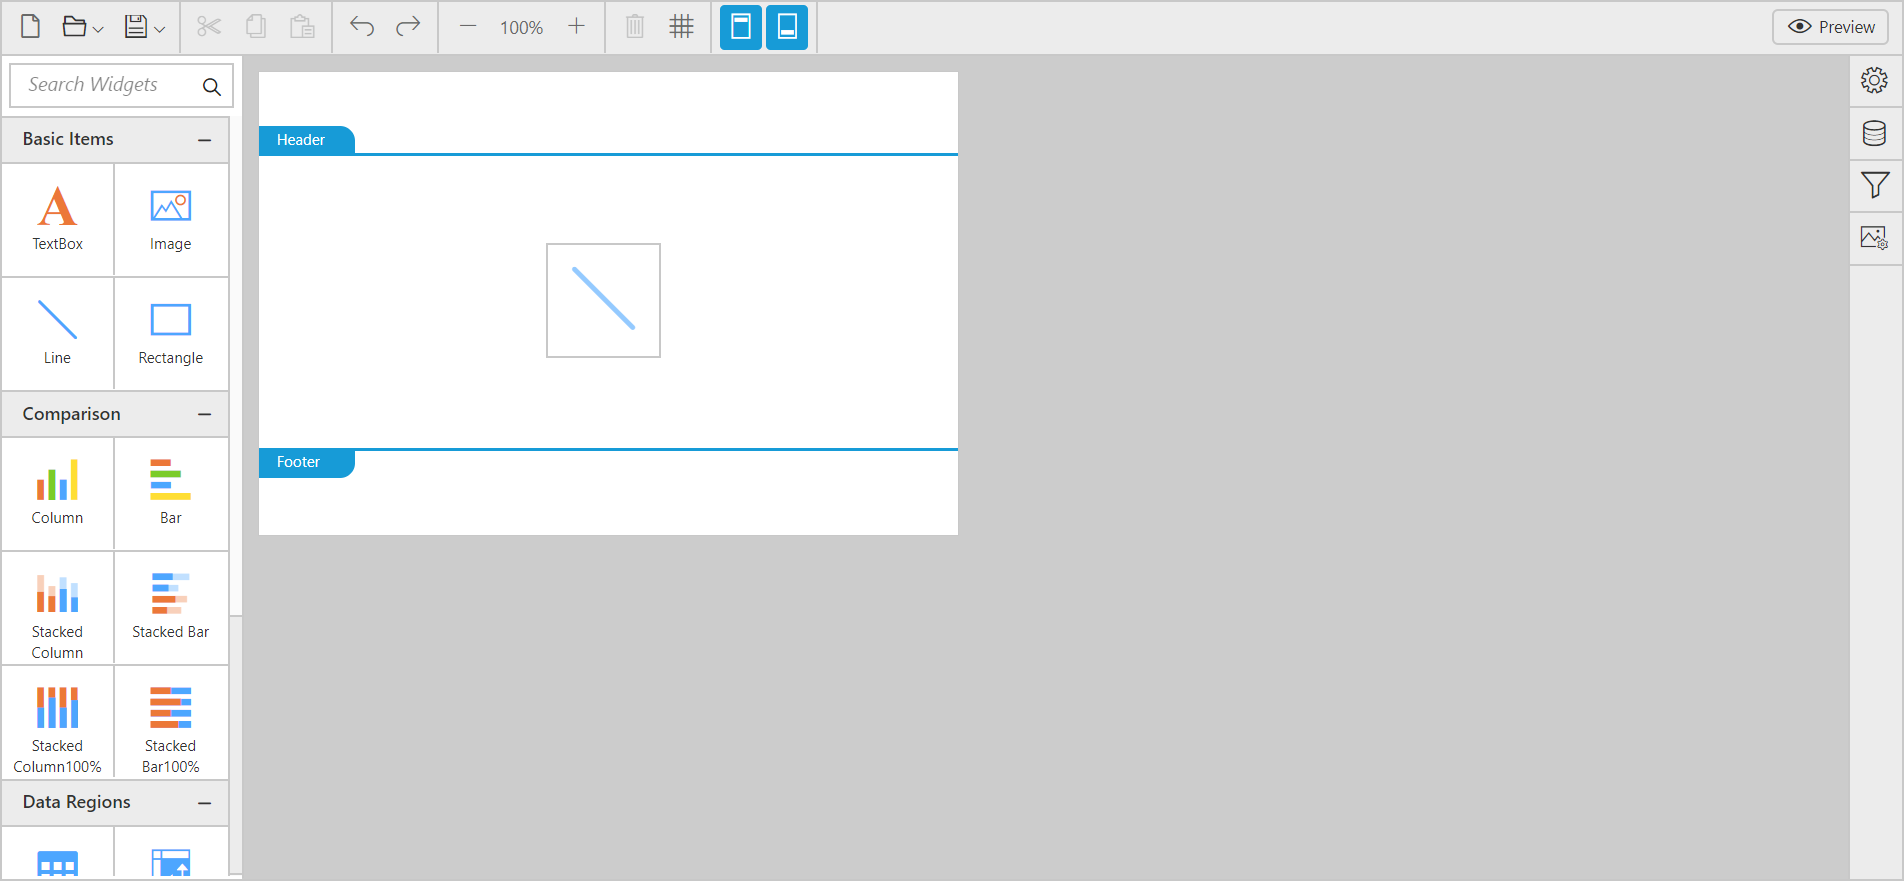 100%
Preview
Search Widgets
Basic Items
TextBox
Image
Line
Rectangle
Comparison
Column
Bar
Stacked
Column
Stacked Bar
Stacked
Column100%
Stacked
Bar100%
Data Regions
Header
Footer